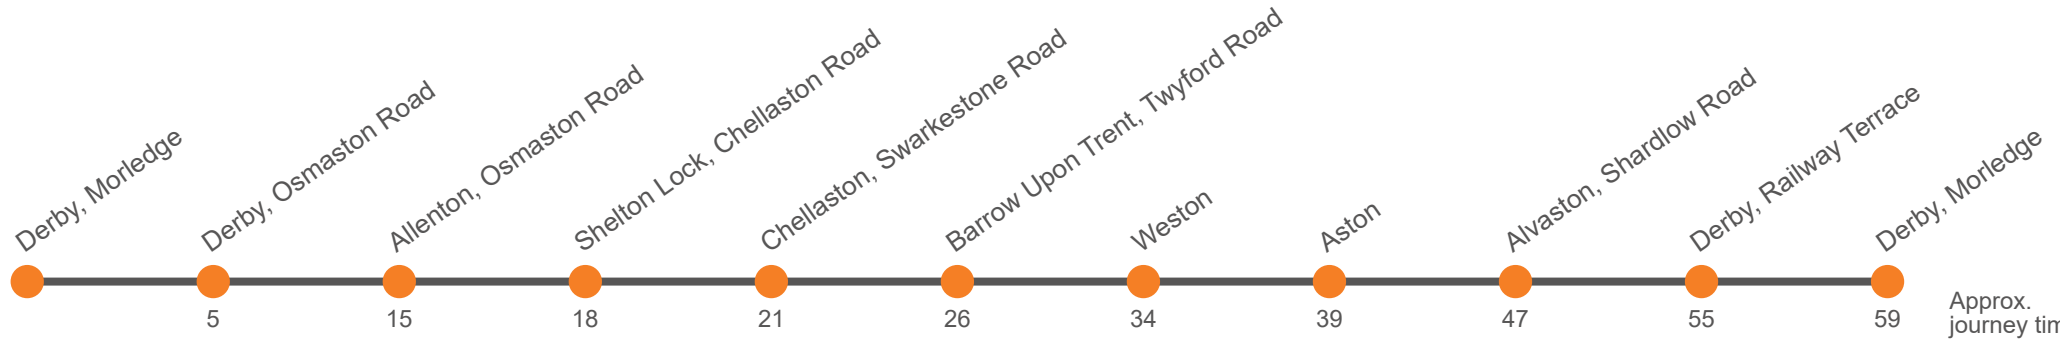 Derby, Morledge
Derby, Osmaston Road
Allenton, Osmaston Road
Shelton Lock, Chellaston Road
Chellaston, Swarkestone Road
Barrow Upon Trent, Twyford Road
Weston
Aston
Alvaston, Shardlow Road
Derby, Railway Terrace
Derby, Morledge
5
15
18
21
26
34
39
47
55
59
Approx.
journey tim